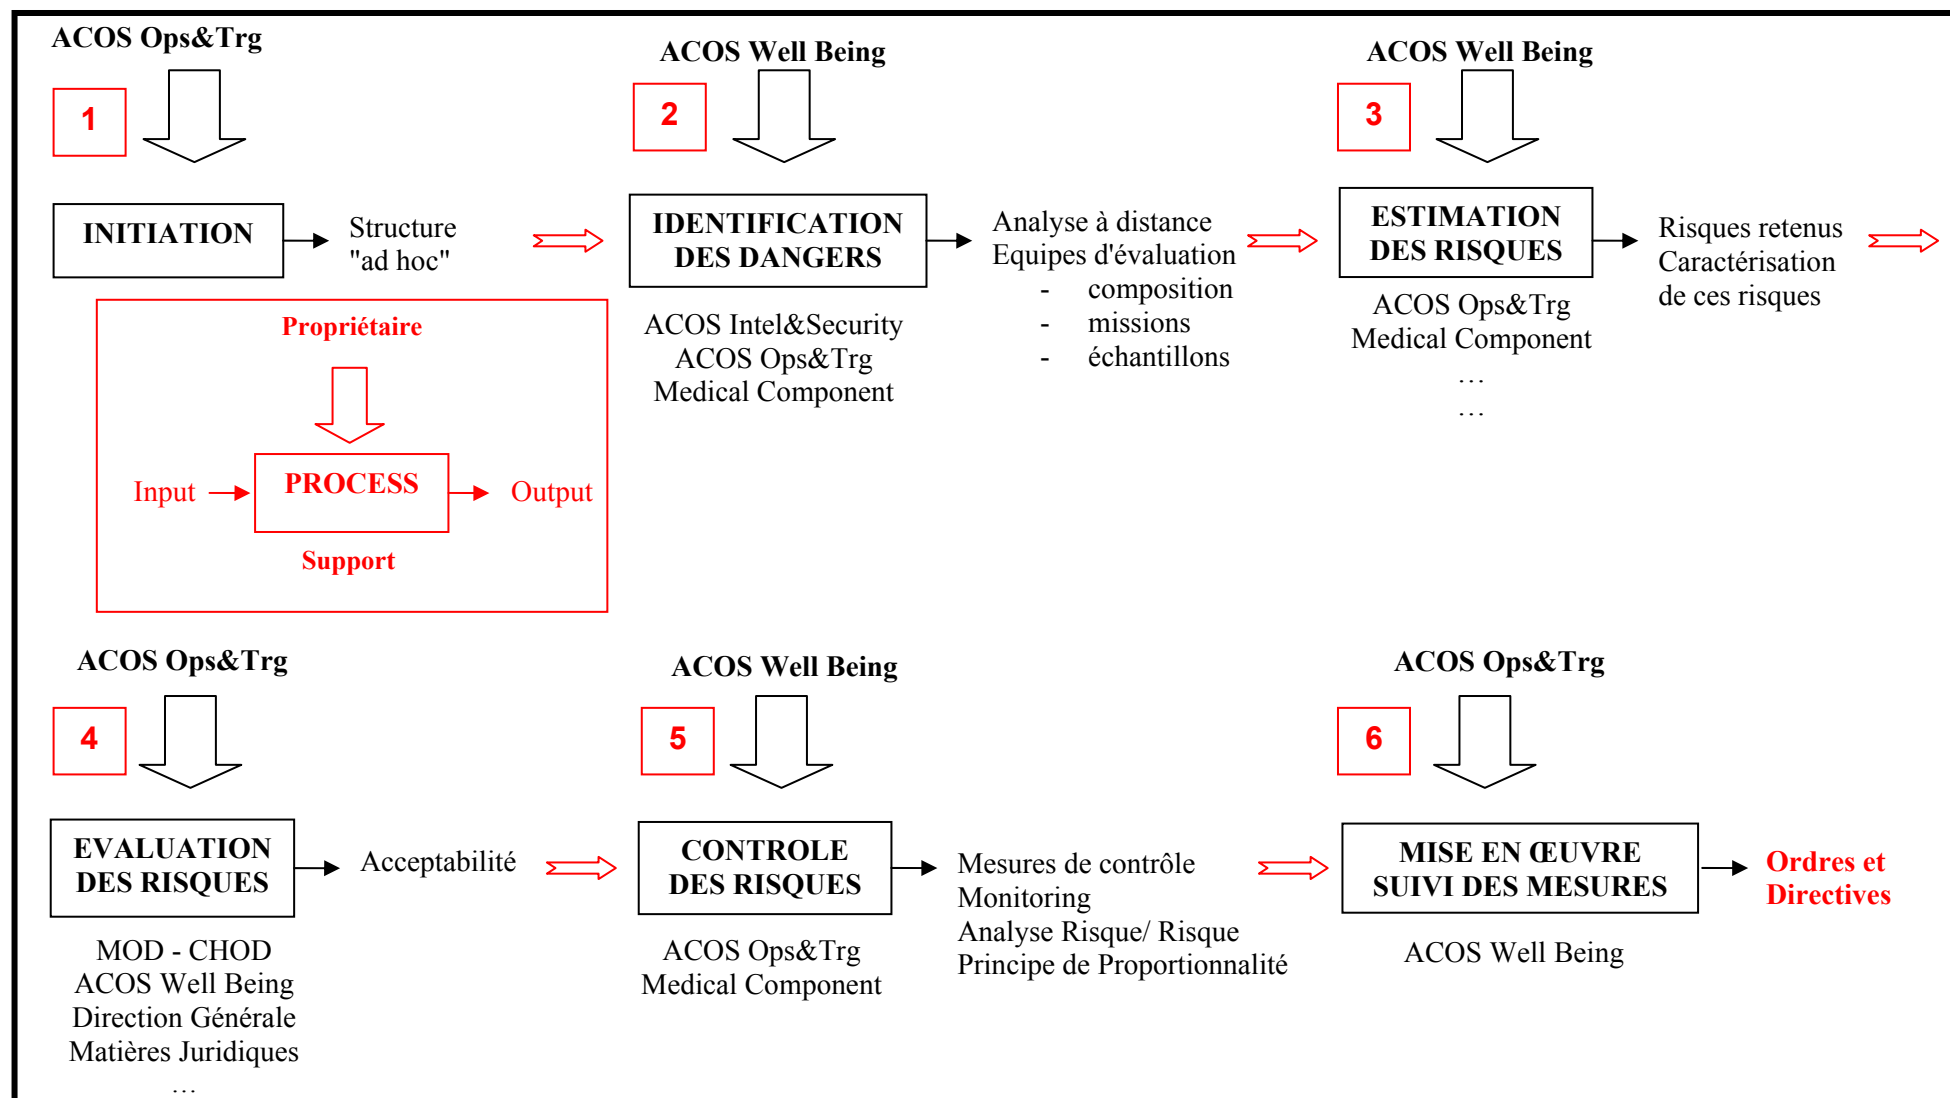 ACOS Ops&Trg
1
INITIATION
Structure
"ad hoc"
ACOS Well Being
2
IDENTIFICATION
DES DANGERS
ACOS Intel&Security
ACOS Ops&Trg
Medical Component
Analyse à distance
Equipes d'évaluation
- composition
- missions
- échantillons
ACOS Well Being
3
ESTIMATION
DES RISQUES
ACOS Ops&Trg
Medical Component
…
…
Risques retenus
Caractérisation
de ces risques
Propriétaire
Input
PROCESS
Output
Support
ACOS Ops&Trg
4
EVALUATION
DES RISQUES
MOD - CHOD
ACOS Well Being
Direction Générale
Matières Juridiques
…
Acceptabilité
ACOS Well Being
5
CONTROLE
DES RISQUES
ACOS Ops&Trg
Medical Component
Mesures de contrôle
Monitoring
Analyse Risque/ Risque
Principe de Proportionnalité
ACOS Ops&Trg
6
MISE EN ŒUVRE
SUIVI DES MESURES
ACOS Well Being
Ordres et
Directives